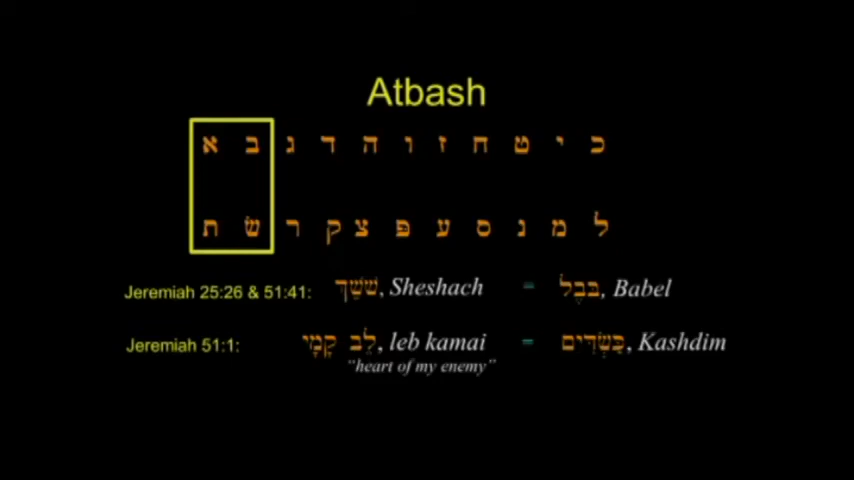 Atbash
א ב ג ד ה ו ז ח ט י כ
ת שׂ ר ק צ פּ ע ס נ מ ל
Jeremiah 25:26 & 51:41: שֵׁשַׁךְ, Sheshach = בָּבֶל, Babel
Jeremiah 51:1: לֵב קָמָי, leb kamai = כַּשְׂדִּים, Kashdim
“heart of my enemy”